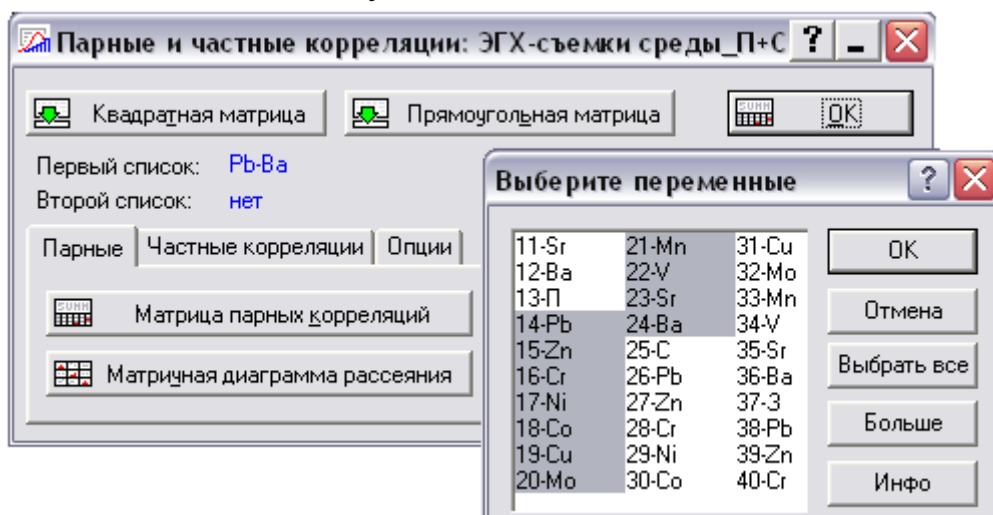 Парные и частные корреляции: ЭГХ-съемки среды_П+С
Квадратная матрица
Прямоугольная матрица
OK
Первый список: Pb-Ba
Второй список: нет
Парные
Частные корреляции
Опции
Матрица парных корреляций
Матричная диаграмма рассеяния
Выберите переменные
11-Sr 21-Mn 31-Cu
12-Ba 22-V 32-Mo
13-П 23-Sr 33-Mn
14-Pb 24-Ba 34-V
15-Zn 25-С 35-Sr
16-Cr 26-Pb 36-Ba
17-Ni 27-Zn 37-З
18-Co 28-Cr 38-Pb
19-Cu 29-Ni 39-Zn
20-Mo 30-Co 40-Cr
OK
Отмена
Выбрать все
Больше
Инфо